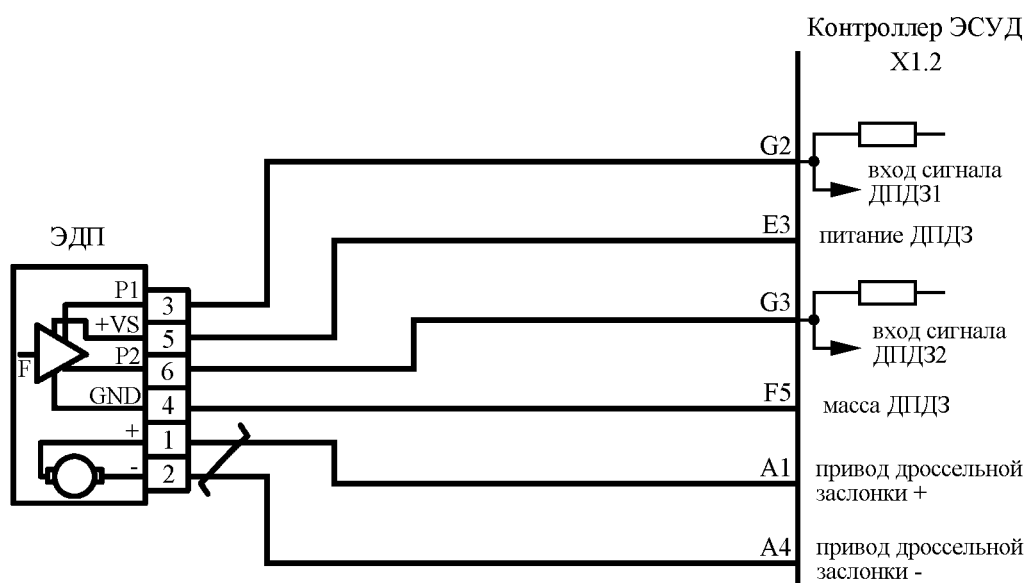 Контроллер ЭСУД
X1.2
G2
вход сигнала
ДПДЗ1
E3
питание ДПДЗ
ЭДП
P1
3
G3
+VS
5
вход сигнала
ДПДЗ2
P2
6
F
GND
4
F5
масса ДПДЗ
+
1
-
2
A1
привод дроссельной
заслонки +
A4
привод дроссельной
заслонки -